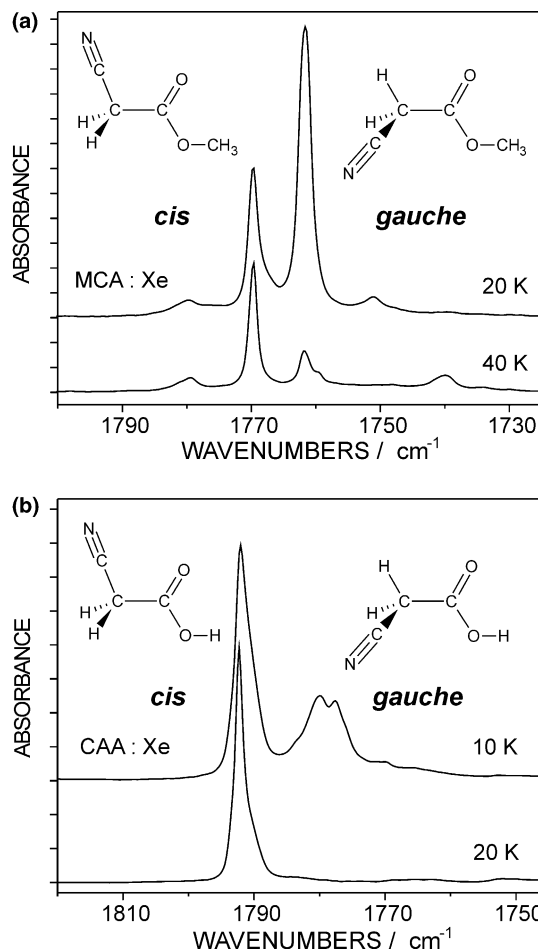 (a)
N
C
H
H
C
C
O
O—CH₃
H
H
C
C
O
O—CH₃
C
N
cis
gauche
MCA : Xe
20 K
40 K
ABSORBANCE
1790 1770 1750 1730
WAVENUMBERS / cm⁻¹
(b)
N
C
H
H
C
C
O
O—H
H
H
C
C
O
O—H
C
N
cis
gauche
CAA : Xe
10 K
20 K
ABSORBANCE
1810 1790 1770 1750
WAVENUMBERS / cm⁻¹